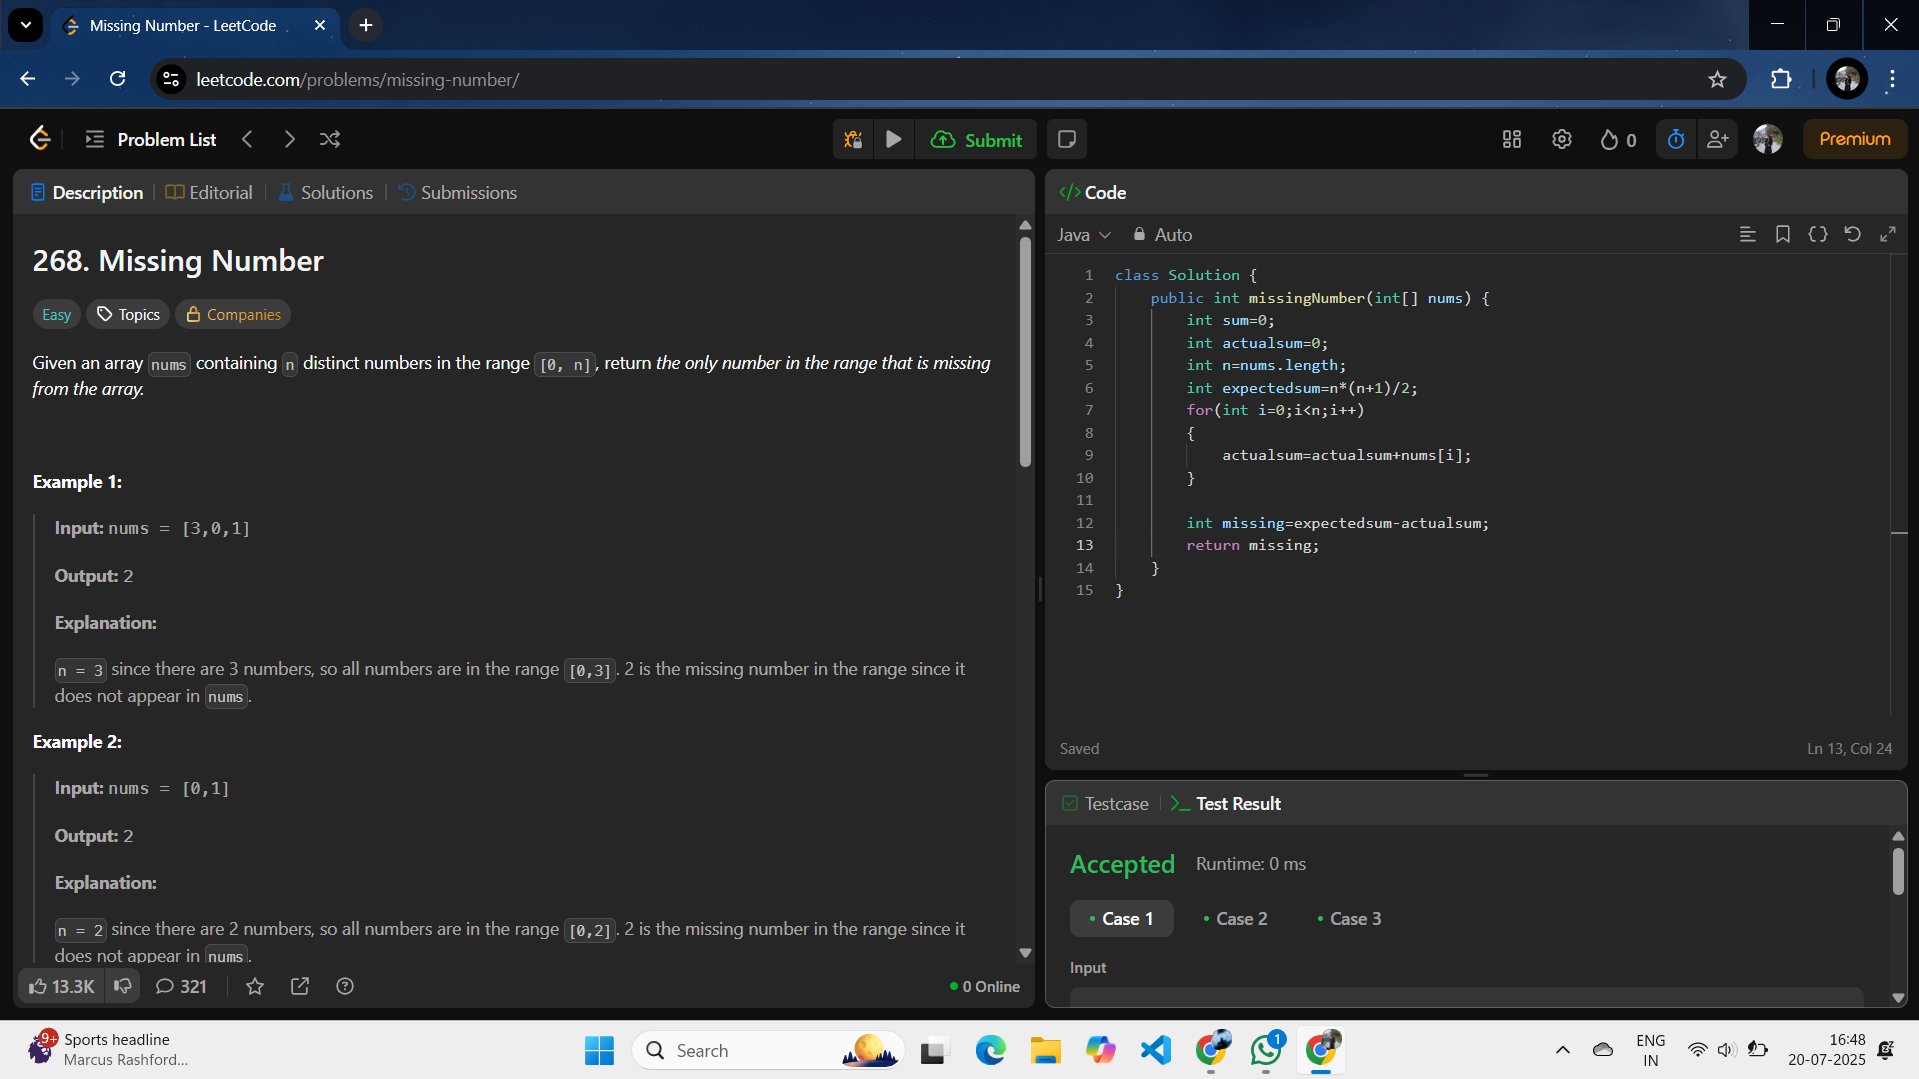 Missing Number - LeetCode
leetcode.com/problems/missing-number/
Problem List
Submit
0
Premium
Description
Editorial
Solutions
Submissions
268. Missing Number
Easy
Topics
Companies
Given an array nums containing n distinct numbers in the range [0, n], return the only number in the range that is missing
from the array.
Example 1:
Input: nums = [3,0,1]
Output: 2
Explanation:
n = 3 since there are 3 numbers, so all numbers are in the range [0,3]. 2 is the missing number in the range since it
does not appear in nums.
Example 2:
Input: nums = [0,1]
Output: 2
Explanation:
n = 2 since there are 2 numbers, so all numbers are in the range [0,2]. 2 is the missing number in the range since it
does not appear in nums.
13.3K
321
0 Online
</> Code
Java
Auto
1 class Solution {
2 public int missingNumber(int[] nums) {
3 int sum=0;
4 int actualsum=0;
5 int n=nums.length;
6 int expectedsum=n*(n+1)/2;
7 for(int i=0;i<n;i++)
8 {
9 actualsum=actualsum+nums[i];
10 }
11
12 int missing=expectedsum-actualsum;
13 return missing;
14 }
15 }
Saved
Ln 13, Col 24
Testcase
>_ Test Result
Accepted Runtime: 0 ms
• Case 1 • Case 2 • Case 3
Input
9+
Sports headline
Marcus Rashford...
Search
1
ENG
IN
16:48
20-07-2025